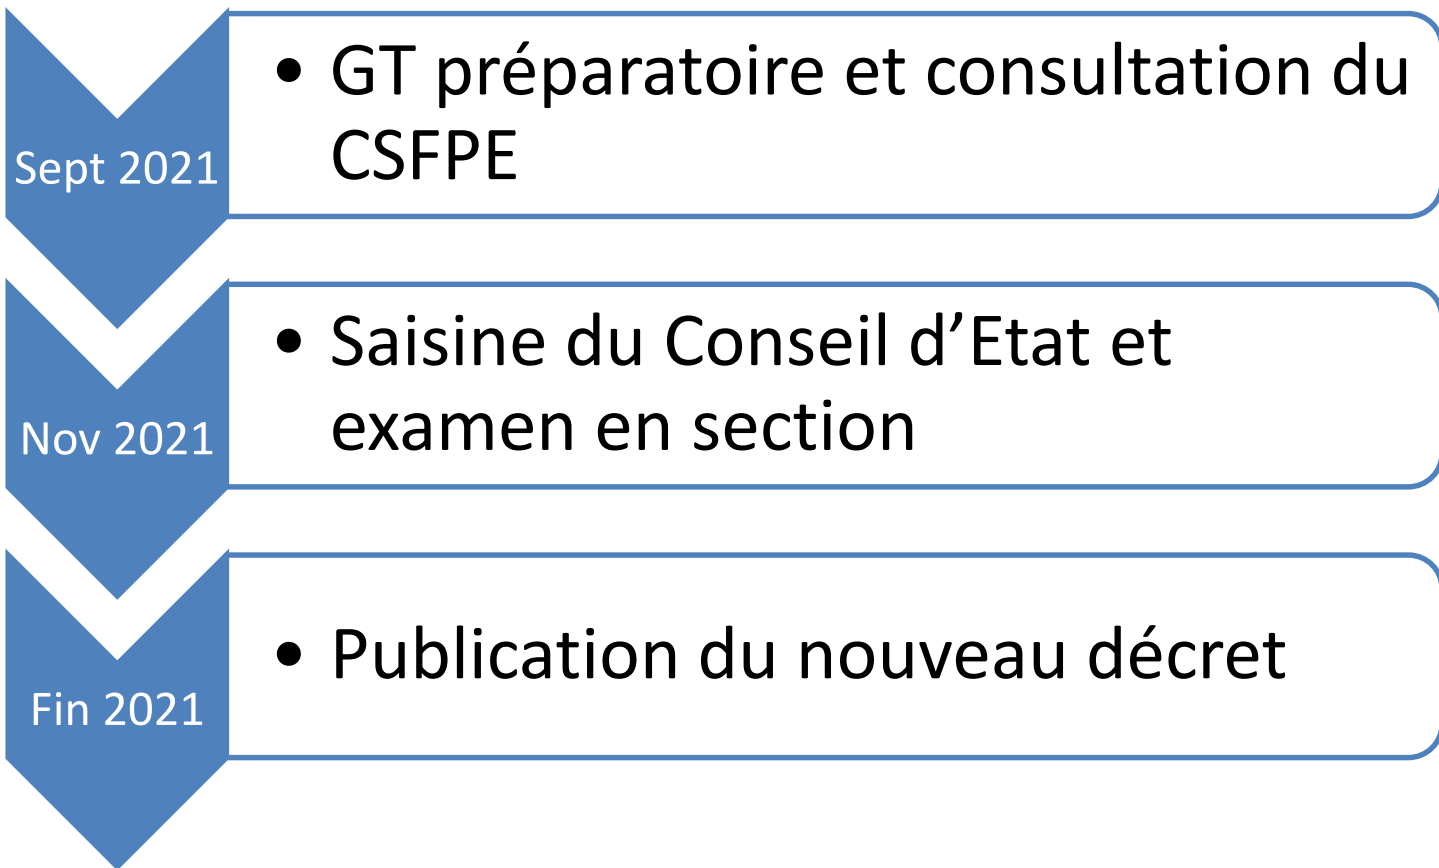 Sept 2021
• GT préparatoire et consultation du
CSFPE
Nov 2021
• Saisine du Conseil d’Etat et
examen en section
Fin 2021
• Publication du nouveau décret